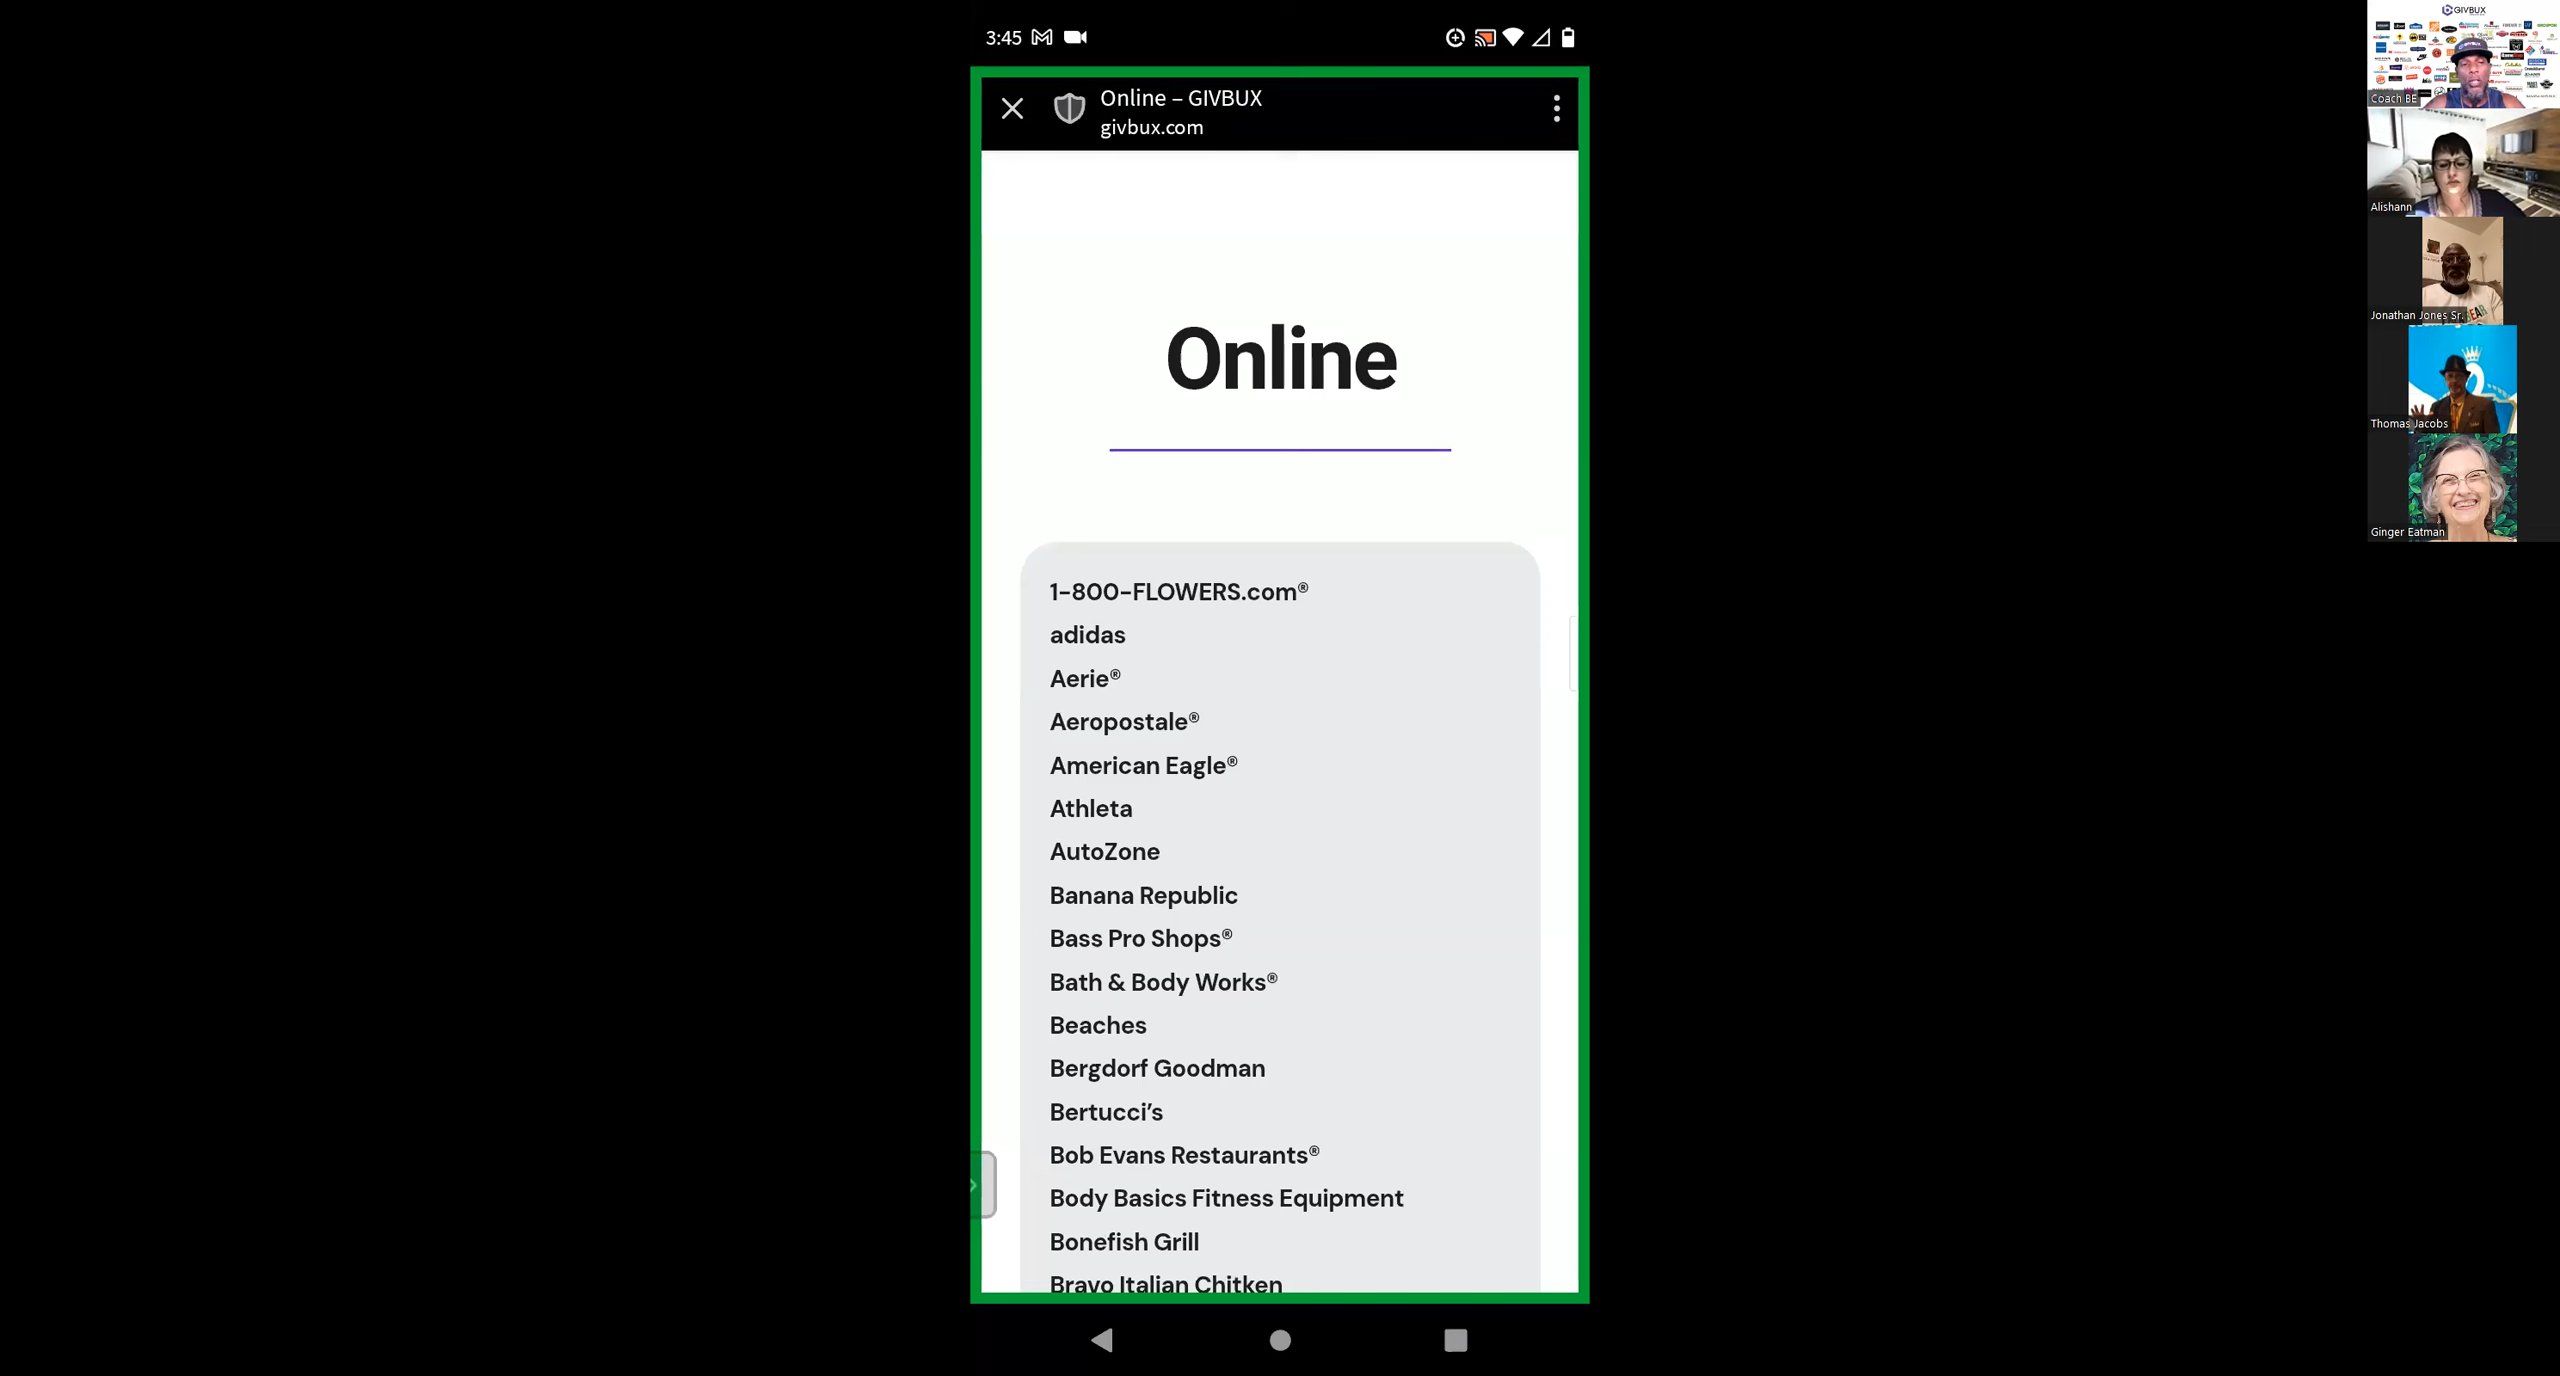 3:45
Online – GIVBUX
givbux.com
Online
1-800-FLOWERS.com®
adidas
Aerie®
Aeropostale®
American Eagle®
Athleta
AutoZone
Banana Republic
Bass Pro Shops®
Bath & Body Works®
Beaches
Bergdorf Goodman
Bertucci’s
Bob Evans Restaurants®
Body Basics Fitness Equipment
Bonefish Grill
Bravo Italian Chitken
GIVBUX
Coach BE
Alishann
Jonathan Jones Sr.
Thomas Jacobs
Ginger Eatman